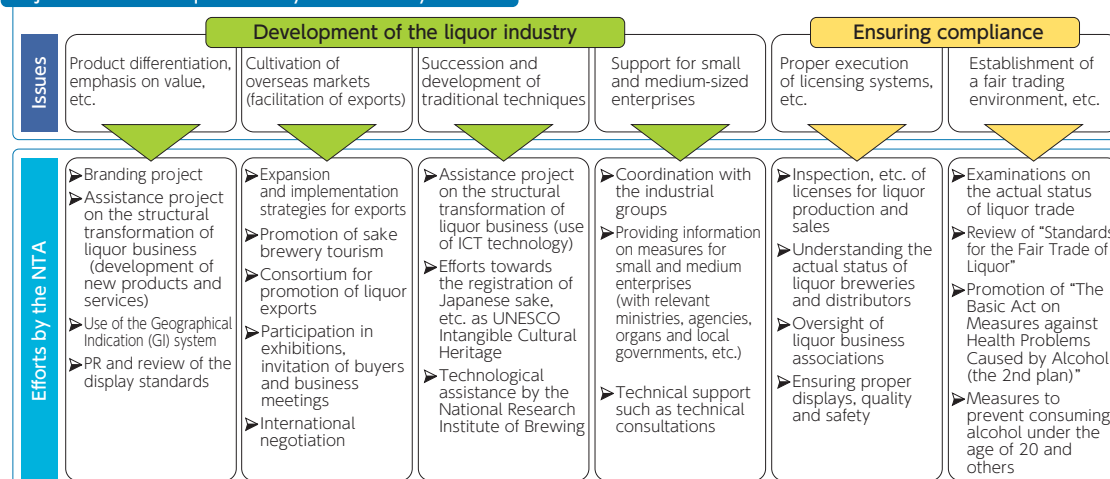 Development of the liquor industry
Ensuring compliance
Issues
Product differentiation,
emphasis on value,
etc.
Cultivation of
overseas markets
(facilitation of exports)
Succession and
development of
traditional techniques
Support for small
and medium-sized
enterprises
Proper execution
of licensing systems,
etc.
Establishment of
a fair trading
environment, etc.
Efforts by the NTA
➢Branding project
➢Assistance project
on the structural
transformation of
liquor business
(development of
new products and
services)
➢Use of the Geographical
Indication (GI) system
➢PR and review of the
display standards
➢Expansion
and implementation
strategies for exports
➢Promotion of sake
brewery tourism
➢Consortium for
promotion of liquor
exports
➢Participation in
exhibitions,
invitation of buyers
and business
meetings
➢International
negotiation
➢Assistance project
on the structural
transformation of
liquor business (use
of ICT technology)
➢Efforts towards
the registration of
Japanese sake,
etc. as UNESCO
Intangible Cultural
Heritage
➢Technological
assistance by the
National Research
Institute of Brewing
➢Coordination with
the industrial
groups
➢Providing information
on measures for
small and medium
enterprises
(with relevant
ministries, agencies,
organs and local
governments, etc.)
➢Technical support
such as technical
consultations
➢Inspection, etc. of
licenses for liquor
production and
sales
➢Understanding the
actual status of
liquor breweries
and distributors
➢Oversight of
liquor business
associations
➢Ensuring proper
displays, quality
and safety
➢Examinations on
the actual status
of liquor trade
➢Review of "Standards
for the Fair Trade of
Liquor"
➢Promotion of "The
Basic Act on
Measures against
Health Problems
Caused by Alcohol
(the 2nd plan)"
➢Measures to
prevent consuming
alcohol under the
age of 20 and
others